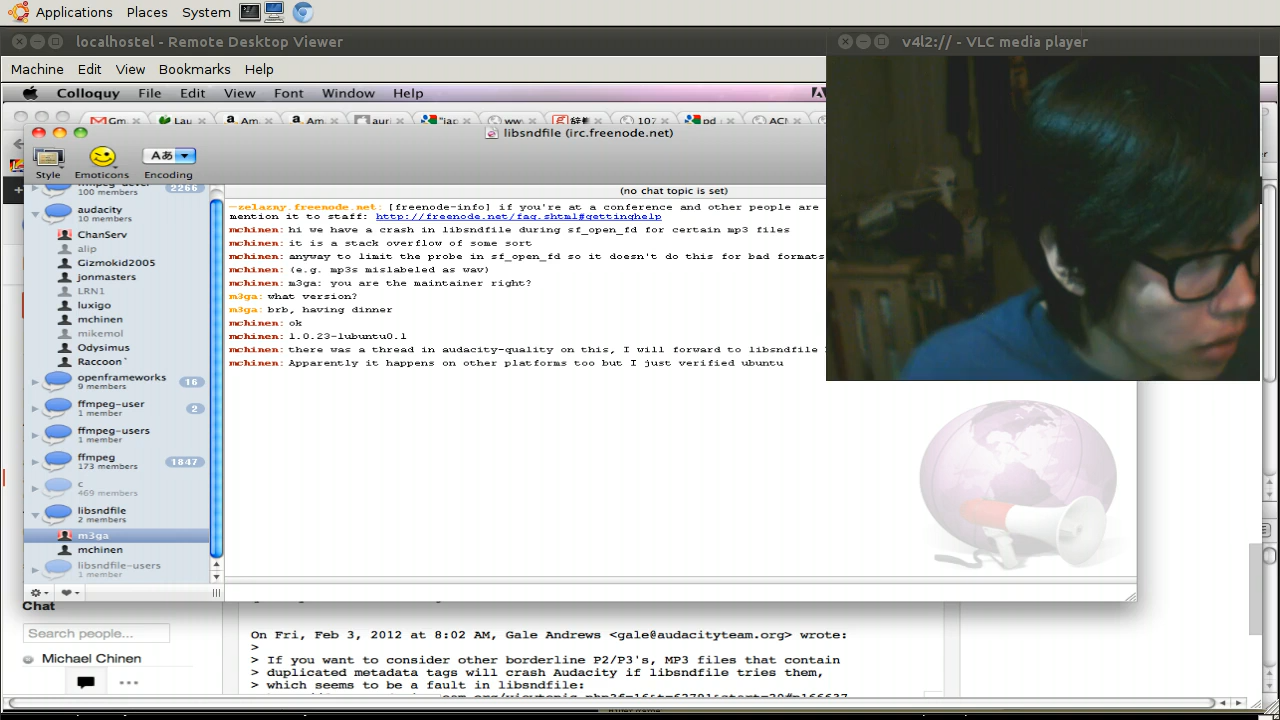 Applications Places System
localhostel - Remote Desktop Viewer
v4l2:// - VLC media player
Machine Edit View Bookmarks Help
Colloquy File Edit View Font Window Help
Gm Lau Am Am auri "iap ww 107 pd AC
libsndfile (irc.freenode.net)
Aあ
Style Emoticons Encoding
(no chat topic is set)
100 members 2266
audacity
10 members
ChanServ
alip
Gizmokid2005
jonmasters
LRN1
luxigo
mchinen
mikemol
Odysimus
Raccoon`
openframeworks 16
9 members
ffmpeg-user 2
1 member
ffmpeg-users
1 member
ffmpeg 1847
173 members
c
469 members
libsndfile
2 members
m3ga
mchinen
libsndfile-users
1 member
-zelazny.freenode.net: [freenode-info] if you're at a conference and other people are
mention it to staff: http://freenode.net/faq.shtml#gettinghelp
mchinen: hi we have a crash in libsndfile during sf_open_fd for certain mp3 files
mchinen: it is a stack overflow of some sort
mchinen: anyway to limit the probe in sf_open_fd so it doesn't do this for bad formats
mchinen: (e.g. mp3s mislabeled as wav)
mchinen: m3ga: you are the maintainer right?
m3ga: what version?
m3ga: brb, having dinner
mchinen: ok
mchinen: 1.0.23-1ubuntu0.1
mchinen: there was a thread in audacity-quality on this, I will forward to libsndfile
mchinen: Apparently it happens on other platforms too but I just verified ubuntu
Chat
Search people...
Michael Chinen
On Fri, Feb 3, 2012 at 8:02 AM, Gale Andrews <gale@audacityteam.org> wrote:
>
> If you want to consider other borderline P2/P3's, MP3 files that contain
> duplicated metadata tags will crash Audacity if libsndfile tries them,
> which seems to be a fault in libsndfile: